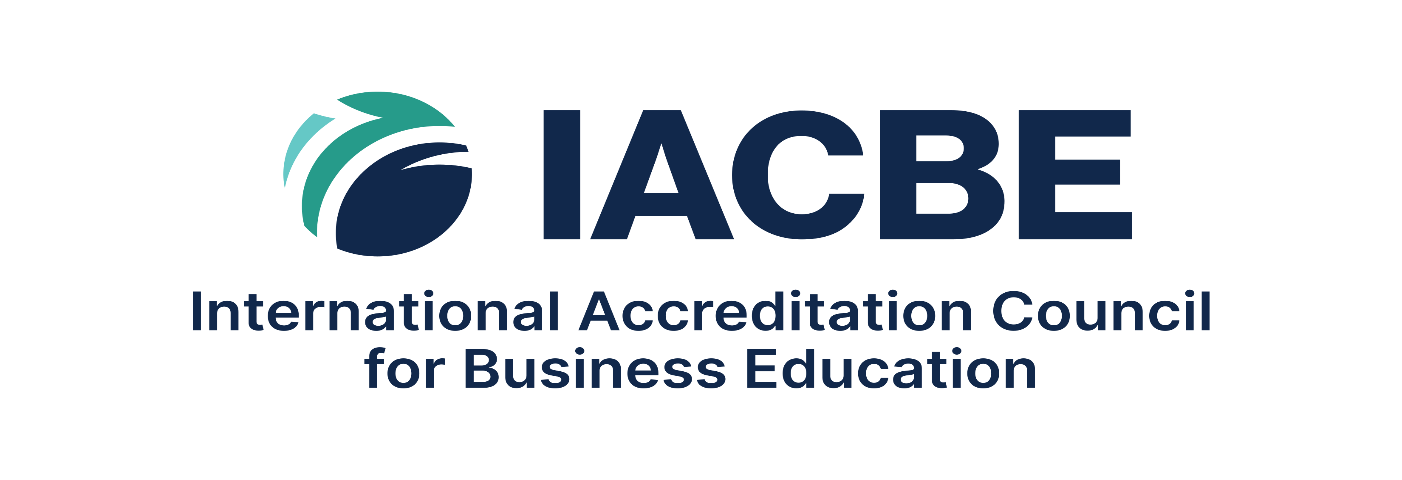 IACBE
International Accreditation Council
for Business Education